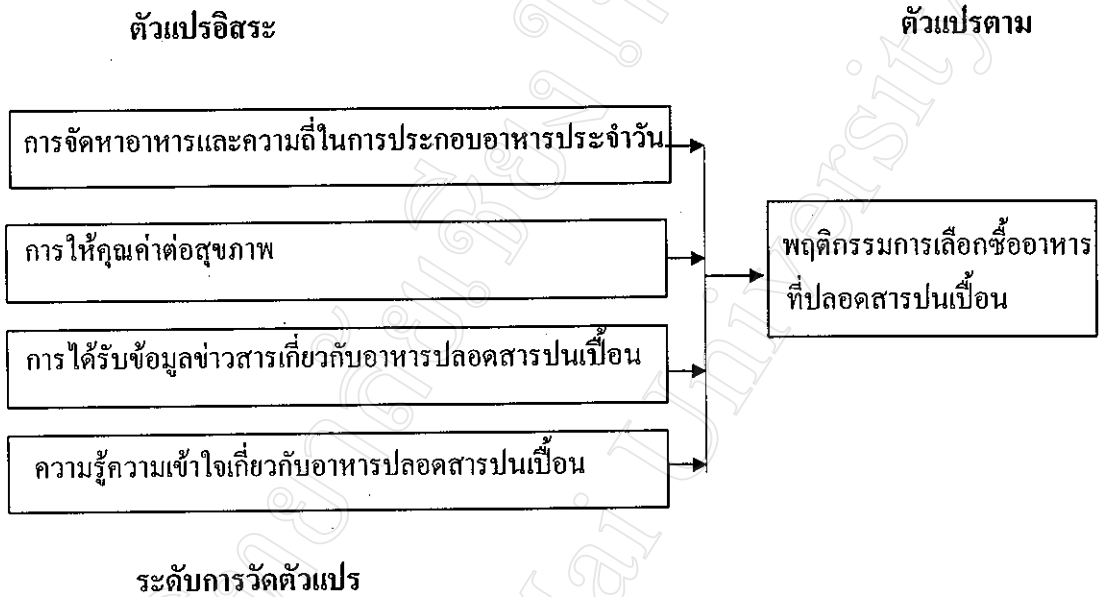 ตัวแปรอิสระ
ตัวแปรตาม
การจัดหาอาหารและความถี่ในการประกอบอาหารประจำวัน
การให้คุณค่าต่อสุขภาพ
การได้รับข้อมูลข่าวสารเกี่ยวกับอาหารปลอดสารปนเปื้อน
ความรู้ความเข้าใจเกี่ยวกับอาหารปลอดสารปนเปื้อน
พฤติกรรมการเลือกซื้ออาหาร
ที่ปลอดสารปนเปื้อน
ระดับการวัดตัวแปร